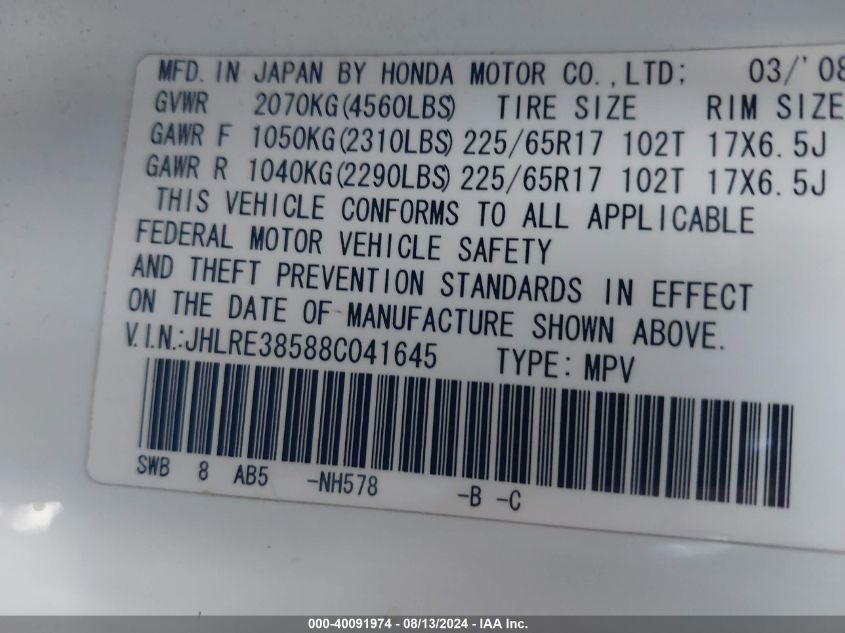 MFD. IN JAPAN BY HONDA MOTOR CO., LTD: 03/'08
GVWR 2070KG(4560LBS) TIRE SIZE RIM SIZE
GAWR F 1050KG(2310LBS) 225/65R17 102T 17X6.5J
GAWR R 1040KG(2290LBS) 225/65R17 102T 17X6.5J
THIS VEHICLE CONFORMS TO ALL APPLICABLE
FEDERAL MOTOR VEHICLE SAFETY
AND THEFT PREVENTION STANDARDS IN EFFECT
ON THE DATE OF MANUFACTURE SHOWN ABOVE.
V.I.N.:JHLRE38588C041645 TYPE: MPV
SWB 8 AB5 -NH578 -B -C
000-40091974 - 08/13/2024 - IAA Inc.